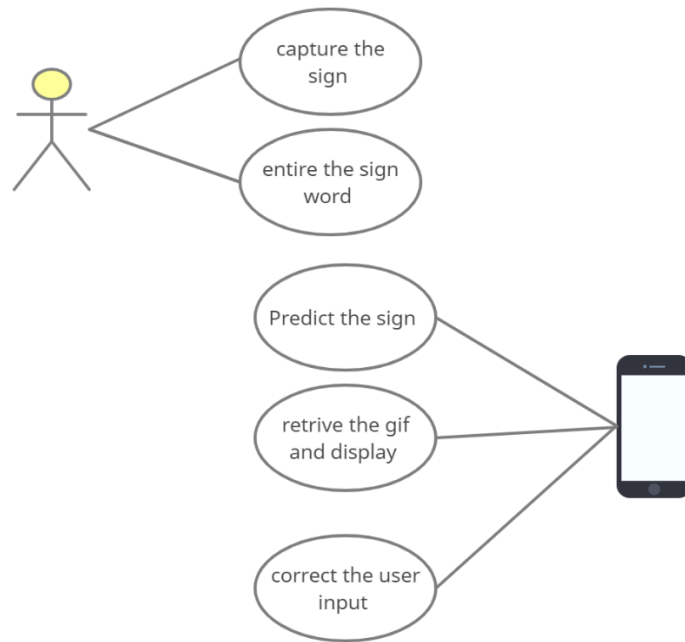 capture the
sign
entire the sign
word
Predict the sign
retrive the gif
and display
correct the user
input